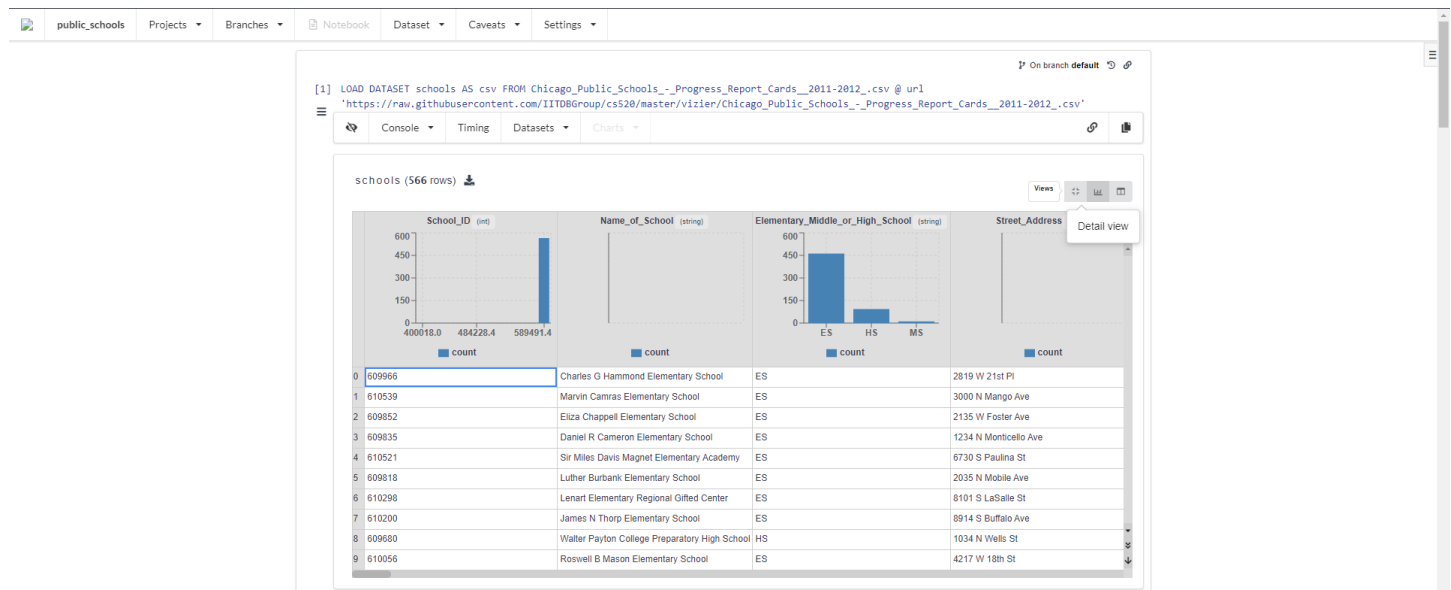 public_schools Projects Branches Notebook Dataset Caveats Settings
On branch default
[1] LOAD DATASET schools AS csv FROM Chicago_Public_Schools_-_Progress_Report_Cards__2011-2012_.csv @ url
'https://raw.githubusercontent.com/IITDBGroup/cs520/master/vizier/Chicago_Public_Schools_-_Progress_Report_Cards__2011-2012_.csv'
Console Timing Datasets Charts
schools (566 rows)
Views
Detail view
School_ID (int) Name_of_School (string) Elementary_Middle_or_High_School (string) Street_Address
600 600
450 450
300 300
150 150
0 0
400018.0 484228.4 589491.4 ES HS MS
count count count count
0 609966 Charles G Hammond Elementary School ES 2819 W 21st Pl
1 610539 Marvin Camras Elementary School ES 3000 N Mango Ave
2 609852 Eliza Chappell Elementary School ES 2135 W Foster Ave
3 609835 Daniel R Cameron Elementary School ES 1234 N Monticello Ave
4 610521 Sir Miles Davis Magnet Elementary Academy ES 6730 S Paulina St
5 609818 Luther Burbank Elementary School ES 2035 N Mobile Ave
6 610298 Lenart Elementary Regional Gifted Center ES 8101 S LaSalle St
7 610200 James N Thorp Elementary School ES 8914 S Buffalo Ave
8 609680 Walter Payton College Preparatory High School HS 1034 N Wells St
9 610056 Roswell B Mason Elementary School ES 4217 W 18th St